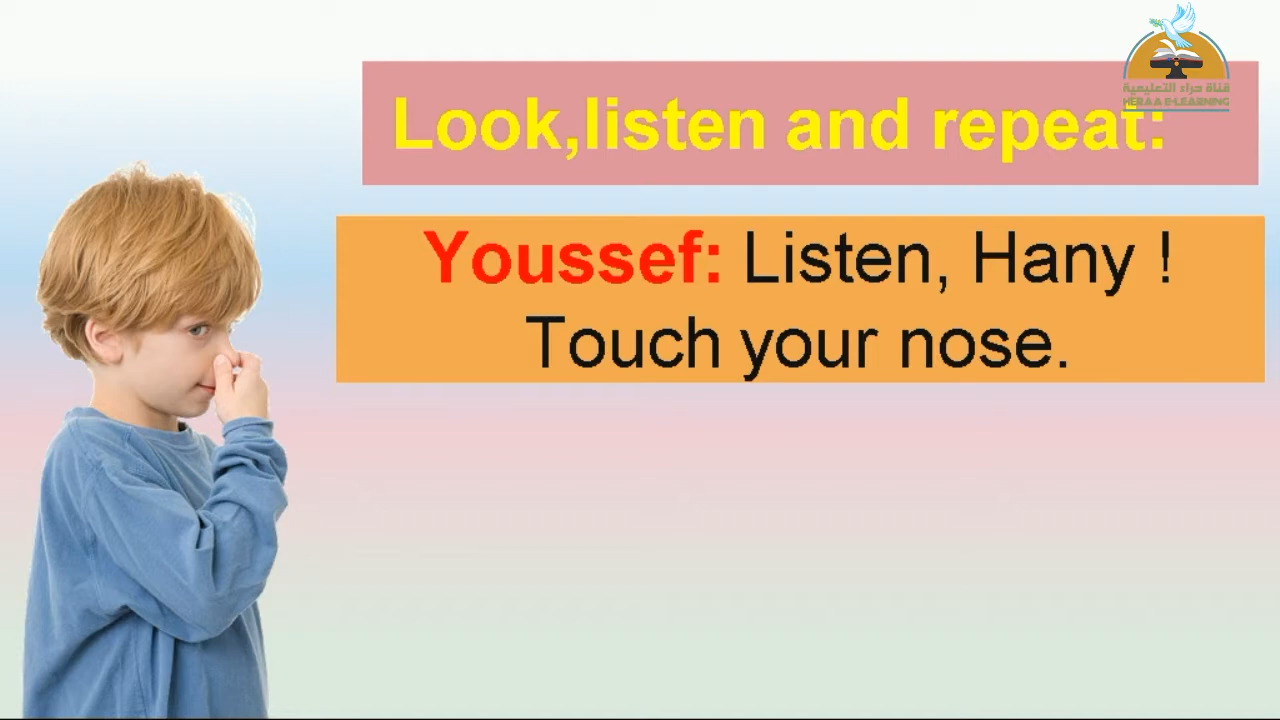 قناة حراء التعليمية
HERAA E-LEARNING
Look,listen and repeat:
Youssef: Listen, Hany !
Touch your nose.